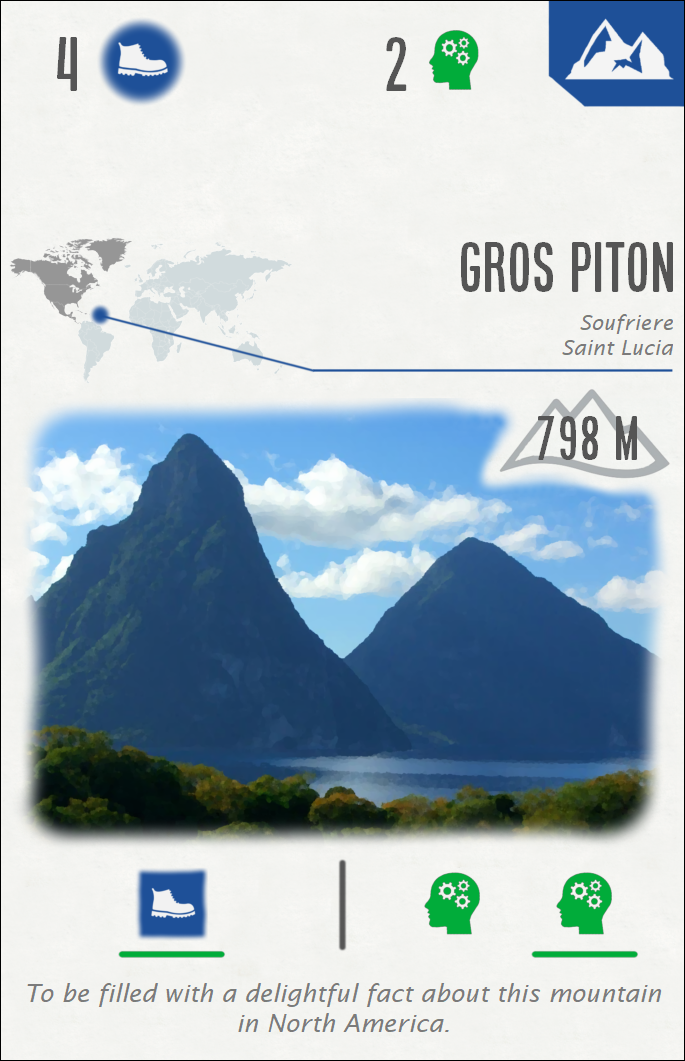 4
2
GROS PITON
Soufriere
Saint Lucia
798 M
To be filled with a delightful fact about this mountain
in North America.